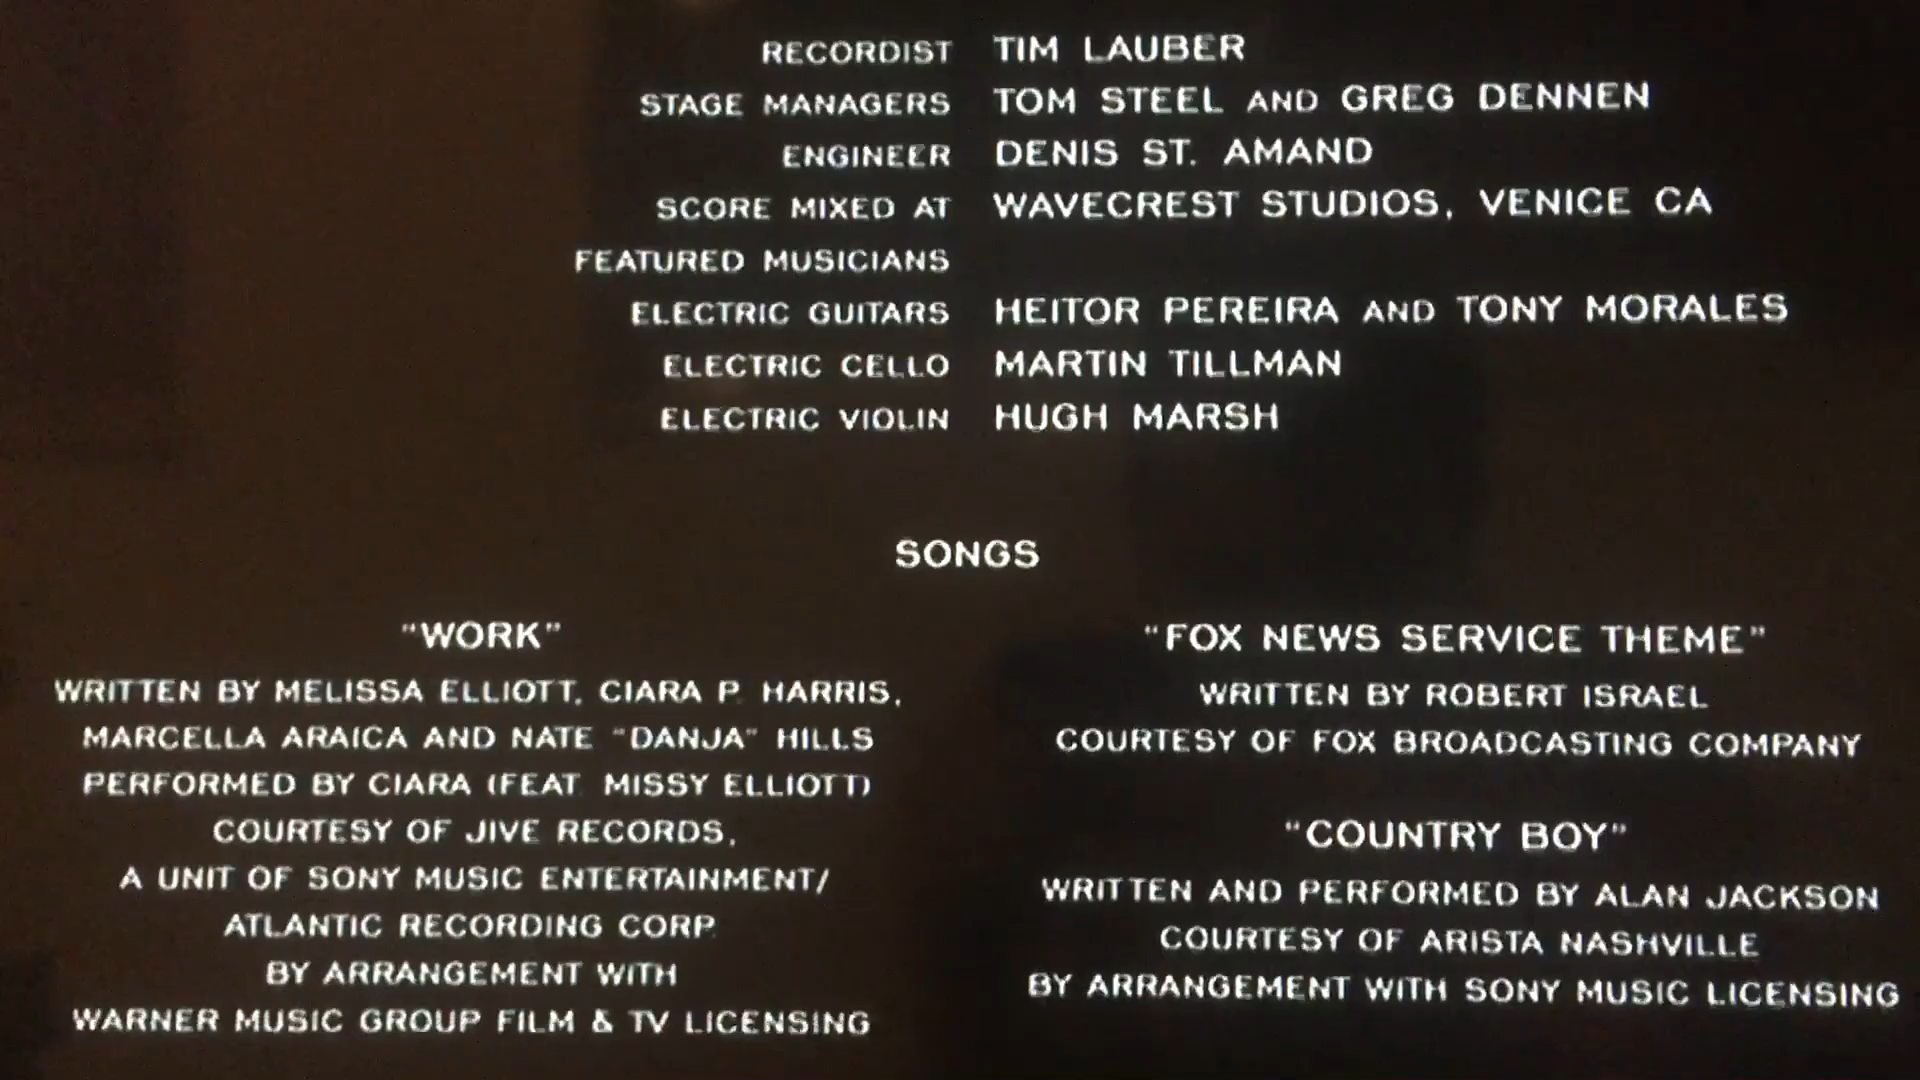 RECORDIST TIM LAUBER
STAGE MANAGERS TOM STEEL AND GREG DENNEN
ENGINEER DENIS ST. AMAND
SCORE MIXED AT WAVECREST STUDIOS, VENICE CA
FEATURED MUSICIANS
ELECTRIC GUITARS HEITOR PEREIRA AND TONY MORALES
ELECTRIC CELLO MARTIN TILLMAN
ELECTRIC VIOLIN HUGH MARSH
SONGS
"WORK"
WRITTEN BY MELISSA ELLIOTT, CIARA P. HARRIS,
MARCELLA ARAICA AND NATE "DANJA" HILLS
PERFORMED BY CIARA (FEAT. MISSY ELLIOTT)
COURTESY OF JIVE RECORDS,
A UNIT OF SONY MUSIC ENTERTAINMENT/
ATLANTIC RECORDING CORP.
BY ARRANGEMENT WITH
WARNER MUSIC GROUP FILM & TV LICENSING
"FOX NEWS SERVICE THEME"
WRITTEN BY ROBERT ISRAEL
COURTESY OF FOX BROADCASTING COMPANY
"COUNTRY BOY"
WRITTEN AND PERFORMED BY ALAN JACKSON
COURTESY OF ARISTA NASHVILLE
BY ARRANGEMENT WITH SONY MUSIC LICENSING